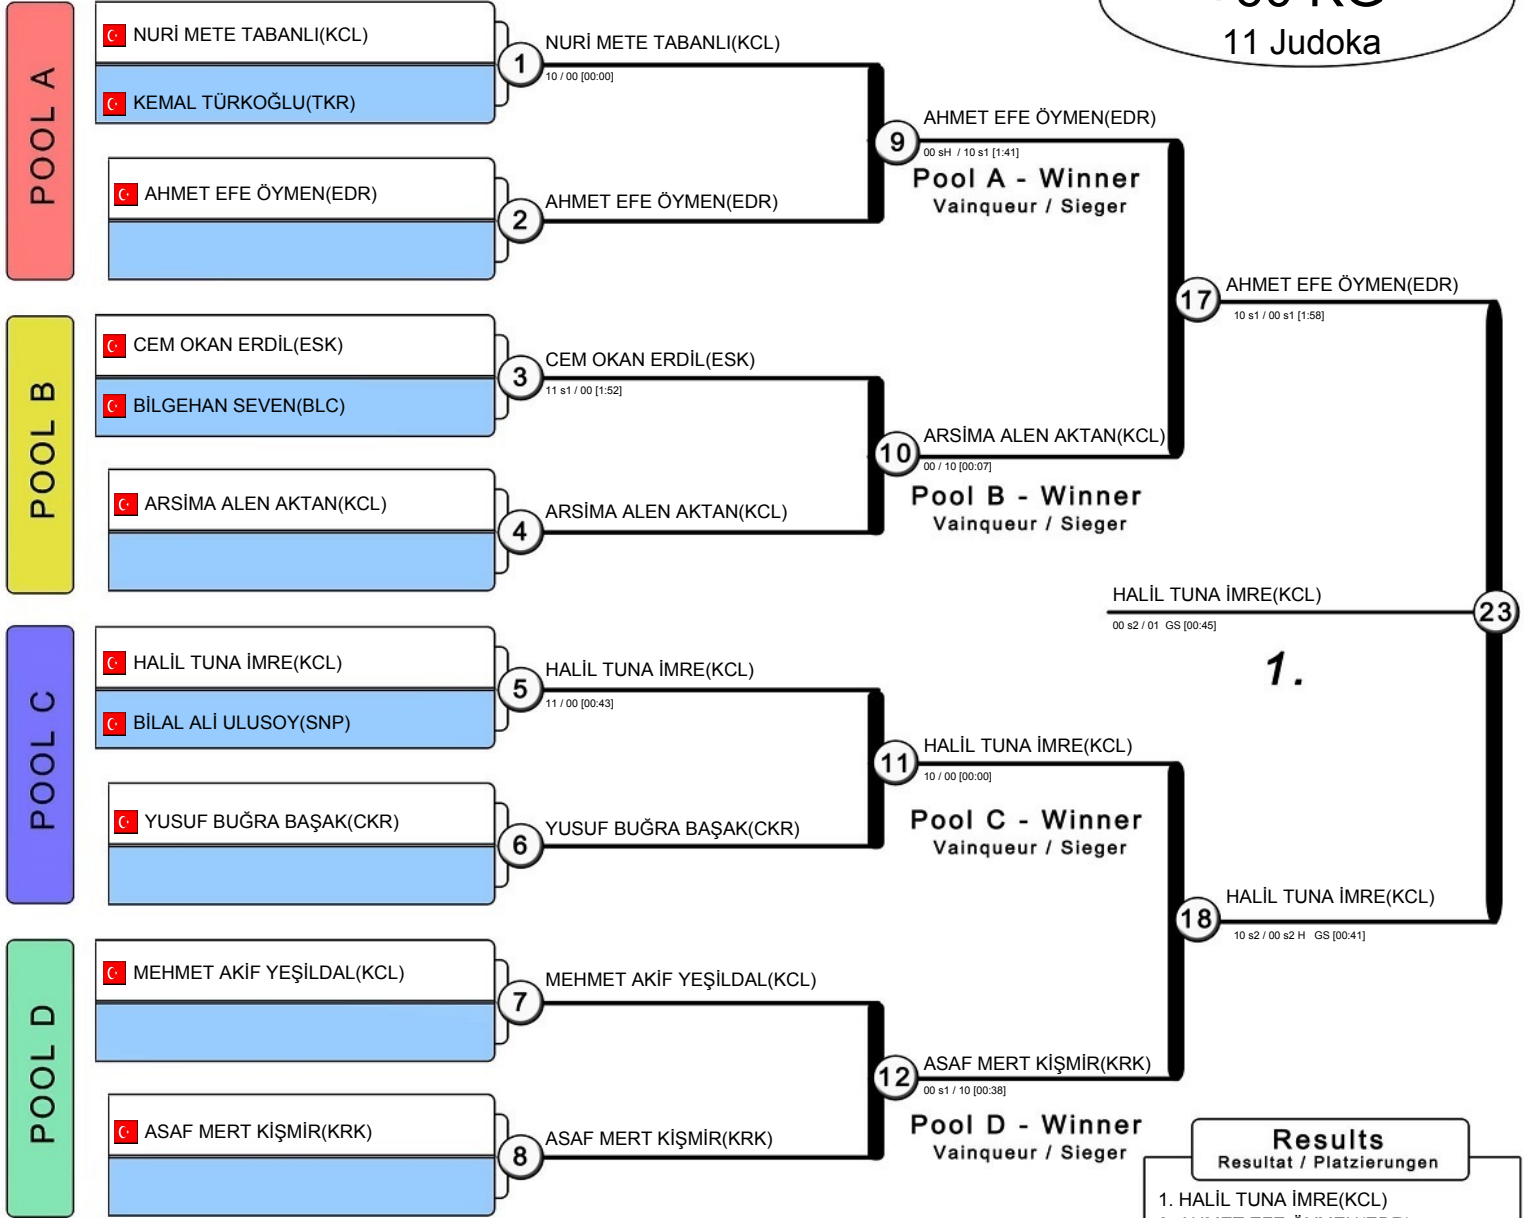 KG
11 Judoka
POOL A
NURİ METE TABANLI(KCL)
KEMAL TÜRKOĞLU(TKR)
AHMET EFE ÖYMEN(EDR)
1
NURİ METE TABANLI(KCL)
10 / 00 [00:00]
2
AHMET EFE ÖYMEN(EDR)
9
AHMET EFE ÖYMEN(EDR)
00 sH / 10 s1 [1:41]
Pool A - Winner
Vainqueur / Sieger
POOL B
CEM OKAN ERDİL(ESK)
BİLGEHAN SEVEN(BLC)
ARSİMA ALEN AKTAN(KCL)
3
CEM OKAN ERDİL(ESK)
11 s1 / 00 [1:52]
4
ARSİMA ALEN AKTAN(KCL)
10
ARSİMA ALEN AKTAN(KCL)
00 / 10 [00:07]
Pool B - Winner
Vainqueur / Sieger
17
AHMET EFE ÖYMEN(EDR)
10 s1 / 00 s1 [1:58]
POOL C
HALİL TUNA İMRE(KCL)
BİLAL ALİ ULUSOY(SNP)
YUSUF BUĞRA BAŞAK(CKR)
5
HALİL TUNA İMRE(KCL)
11 / 00 [00:43]
6
YUSUF BUĞRA BAŞAK(CKR)
11
HALİL TUNA İMRE(KCL)
10 / 00 [00:00]
Pool C - Winner
Vainqueur / Sieger
POOL D
MEHMET AKİF YEŞİLDAL(KCL)
ASAF MERT KİŞMİR(KRK)
7
MEHMET AKİF YEŞİLDAL(KCL)
8
ASAF MERT KİŞMİR(KRK)
12
ASAF MERT KİŞMİR(KRK)
00 s1 / 10 [00:38]
Pool D - Winner
Vainqueur / Sieger
18
HALİL TUNA İMRE(KCL)
10 s2 / 00 s2 H GS [00:41]
23
HALİL TUNA İMRE(KCL)
00 s2 / 01 GS [00:45]
1.
Results
Resultat / Platzierungen
1. HALİL TUNA İMRE(KCL)